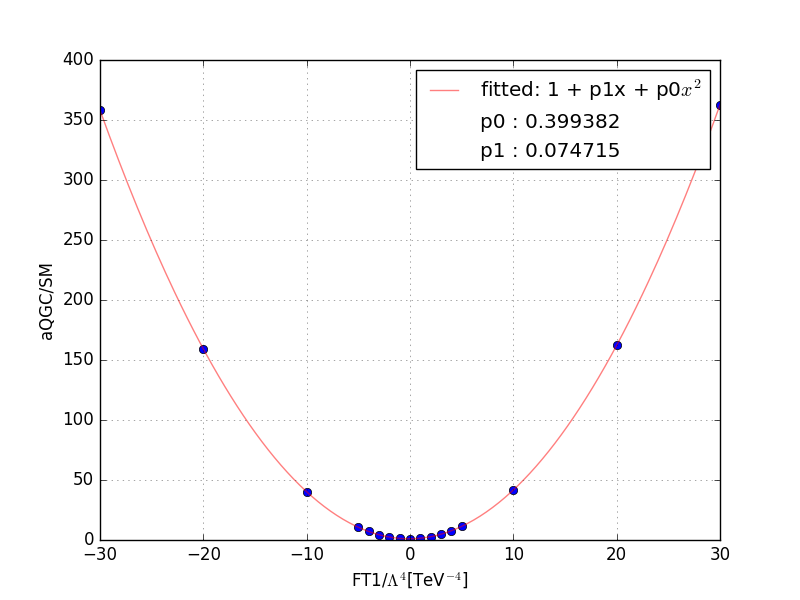 fitted: 1 + p1x + p0x²
p0 : 0.399382
p1 : 0.074715
400
350
300
250
200
150
100
50
0
aQGC/SM
−30 −20 −10 0 10 20 30
FT1/Λ⁴[TeV⁻⁴]